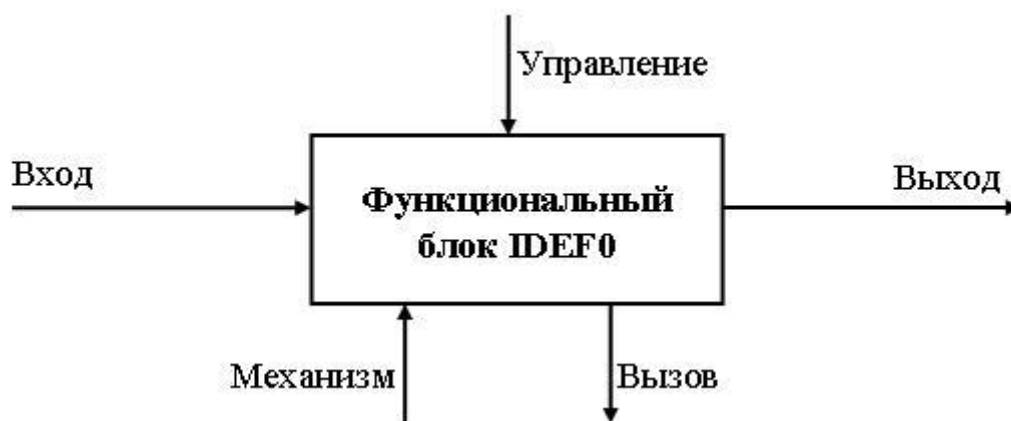 Управление
Вход
Выход
Функциональный
блок IDEF0
Механизм
Вызов